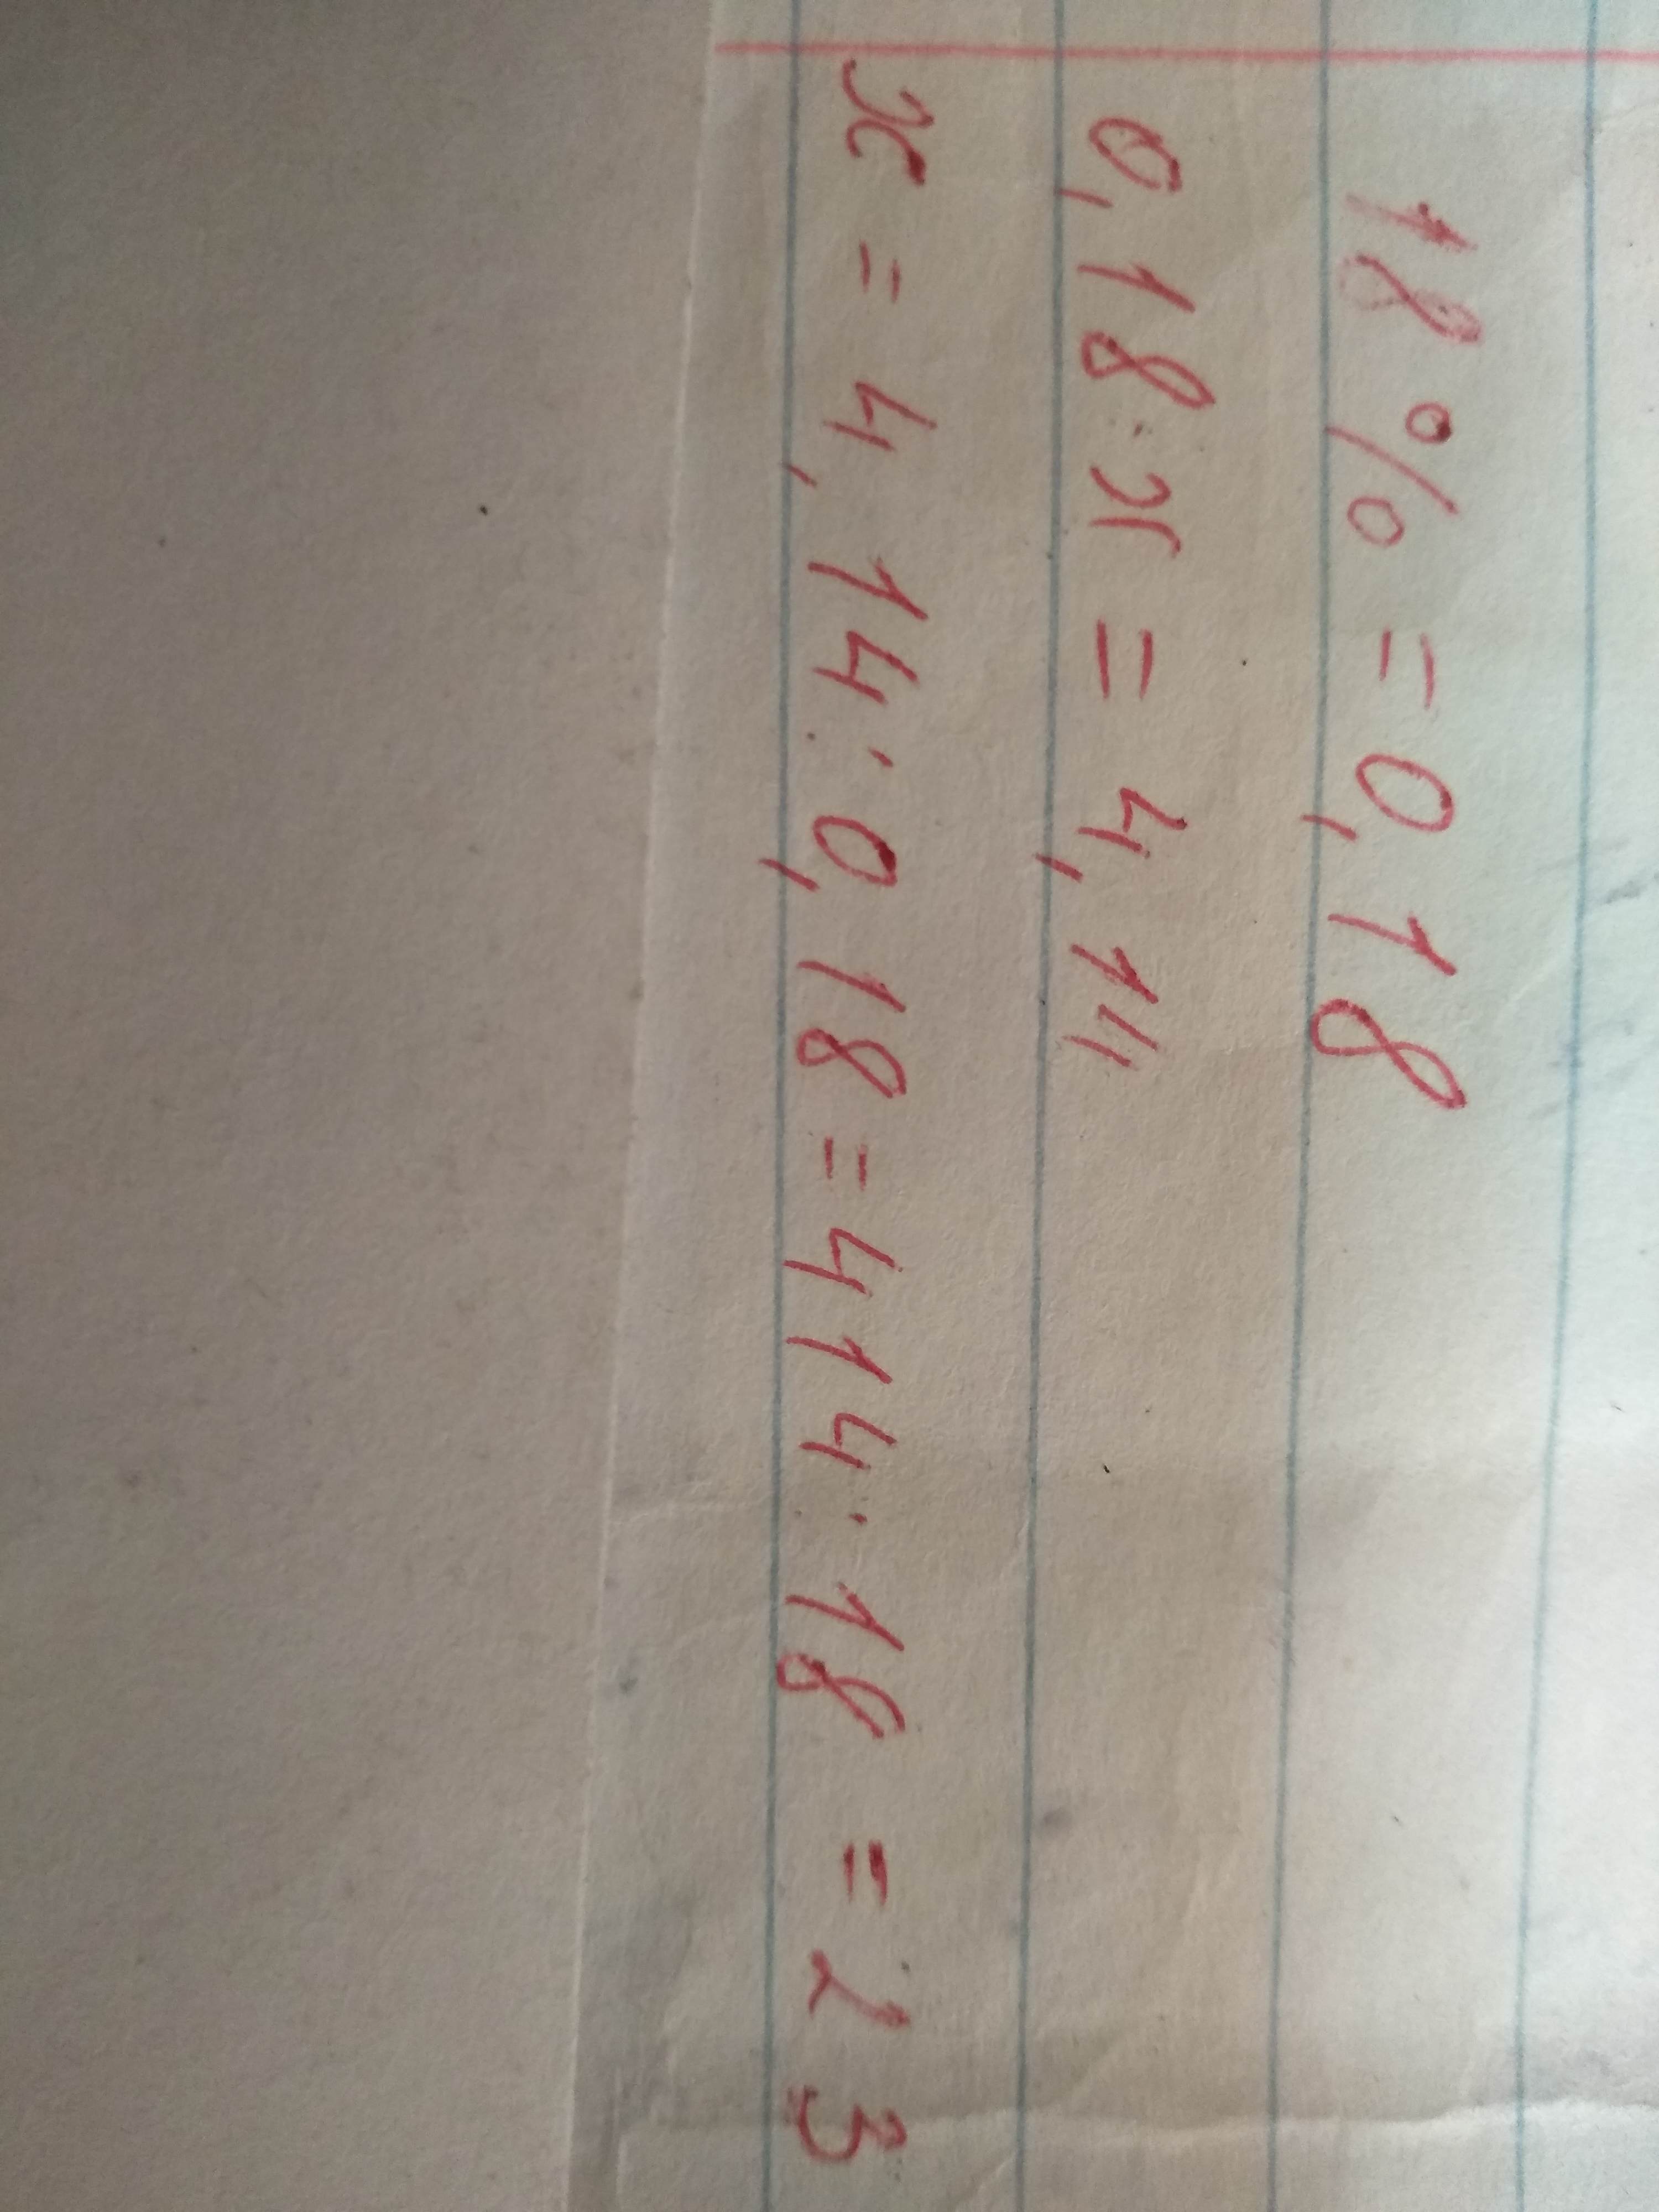 18% = 0,18
0,18·x = 4,14
x = 4,14:0,18 = 414:18 = 23